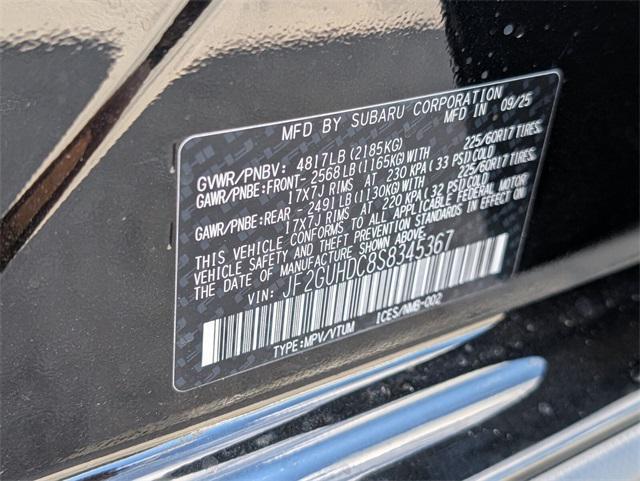 MFD BY SUBARU CORPORATION
MFD IN 09/25
GVWR/PNBV: 4817LB(2185KG)
GAWR/PNBE:FRONT- 2568LB(1165KG)WITH 225/60R17 TIRES,
17X7J RIMS AT 230 KPA(33 PSI)COLD
GAWR/PNBE:REAR - 2491LB(1130KG)WITH 225/60R17 TIRES,
17X7J RIMS AT 220 KPA(32 PSI)COLD
THIS VEHICLE CONFORMS TO ALL APPLICABLE FEDERAL MOTOR
VEHICLE SAFETY AND THEFT PREVENTION STANDARDS IN EFFECT ON
THE DATE OF MANUFACTURE SHOWN ABOVE.
VIN: JF2GUHDC8S8345367
TYPE:MPV/VTUM ICES/NMB-002